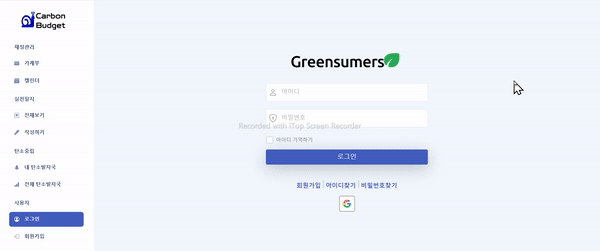 Carbon
Budget
재정관리
가계부
캘린더
실천일지
전체보기
작성하기
탄소중립
내 탄소발자국
전체 탄소발자국
사용자
로그인
회원가입
Greensumers
아이디
비밀번호
Recorded with iTop Screen Recorder
아이디 기억하기
로그인
회원가입 | 아이디찾기 | 비밀번호찾기
G